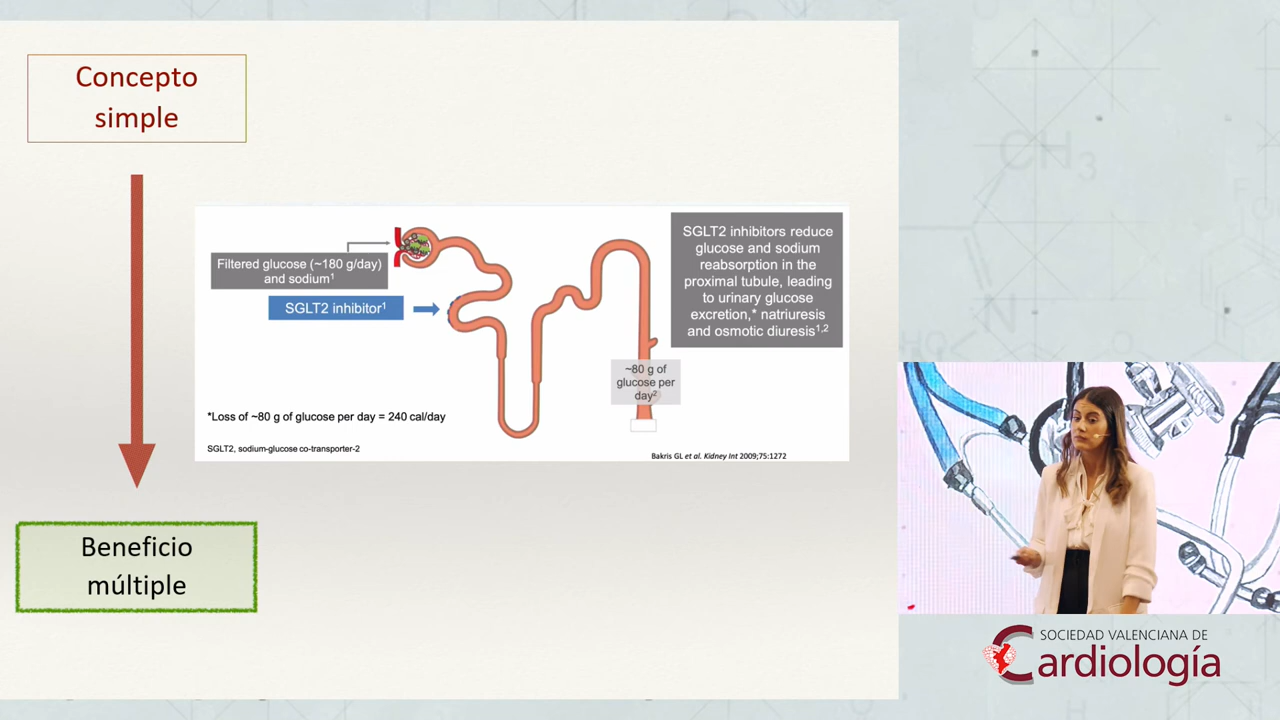 Concepto
simple
Filtered glucose (~180 g/day)
and sodium1
SGLT2 inhibitor1
SGLT2 inhibitors reduce
glucose and sodium
reabsorption in the
proximal tubule, leading
to urinary glucose
excretion,* natriuresis
and osmotic diuresis1,2
~80 g of
glucose per
day2
*Loss of ~80 g of glucose per day = 240 cal/day
SGLT2, sodium-glucose co-transporter-2
Bakris GL et al. Kidney Int 2009;75:1272
Beneficio
múltiple
CH3
N
HO
SOCIEDAD VALENCIANA DE
Cardiología